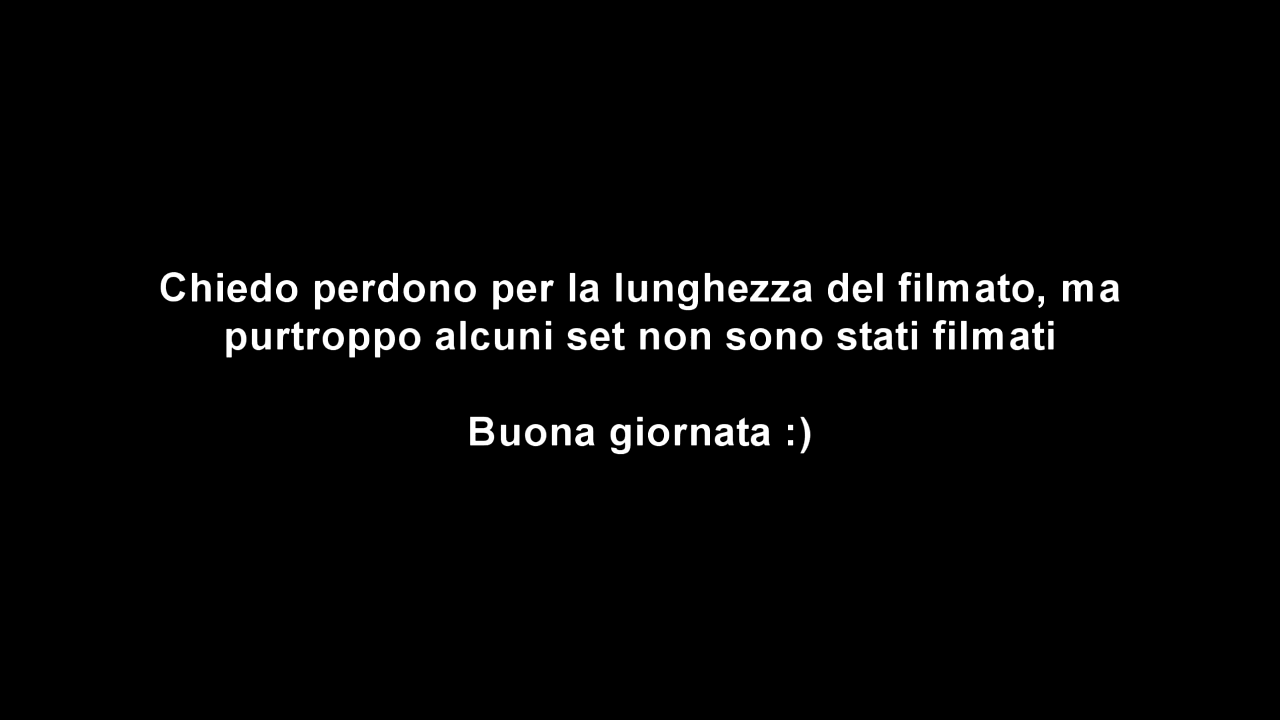 Chiedo perdono per la lunghezza del filmato, ma
purtroppo alcuni set non sono stati filmati
Buona giornata :)